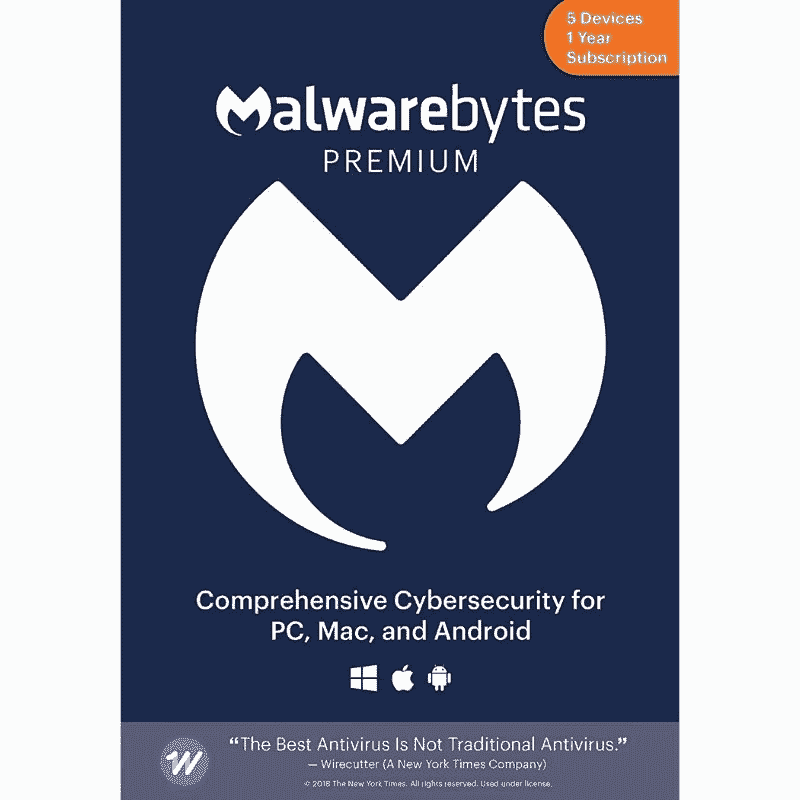 5 Devices
1 Year
Subscription
Malwarebytes
PREMIUM
Comprehensive Cybersecurity for
PC, Mac, and Android
“The Best Antivirus Is Not Traditional Antivirus.”
— Wirecutter (A New York Times Company)
© 2018 The New York Times. All rights reserved. Used under license.